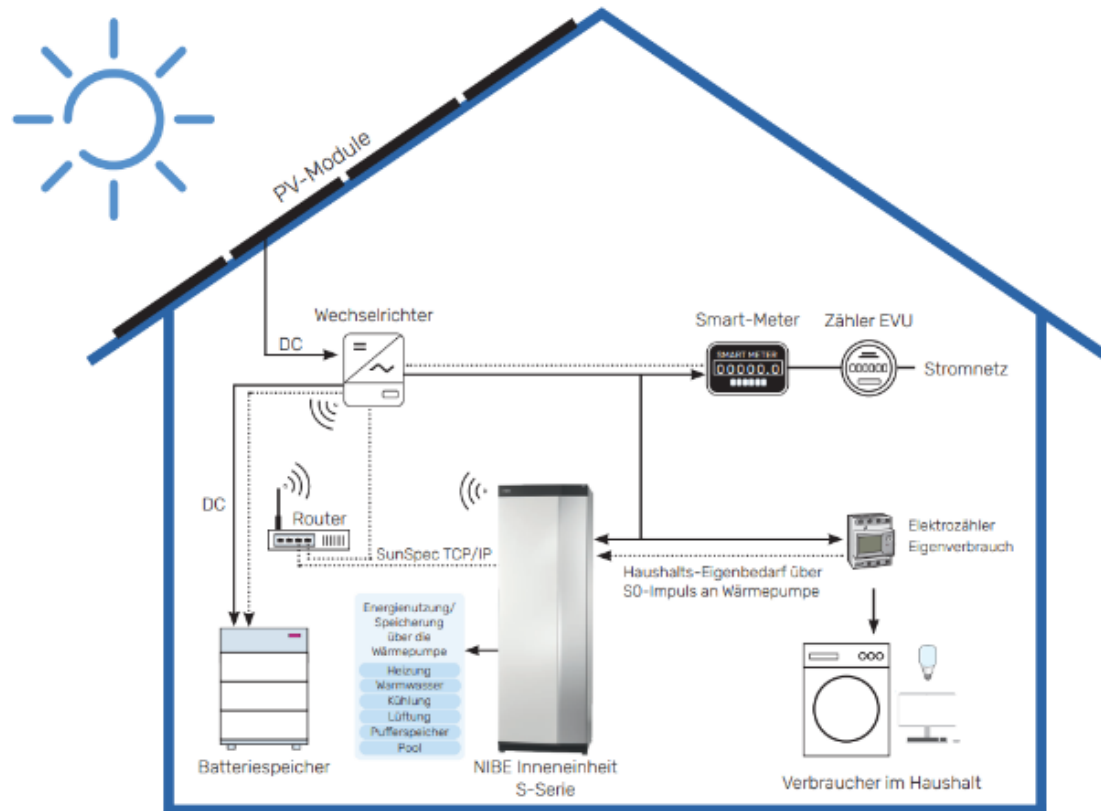 PV-Module
Wechselrichter
Smart-Meter
Zähler EVU
DC
SMART METER
00000.0
000000
Stromnetz
DC
Router
SunSpec TCP/IP
Elektrozähler
Eigenverbrauch
Haushalts-Eigenbedarf über
S0-Impuls an Wärmepumpe
Energienutzung/
Speicherung
über die
Wärmepumpe
Heizung
Warmwasser
Kühlung
Lüftung
Pufferspeicher
Pool
Batteriespeicher
NIBE Inneneinheit
S-Serie
Verbraucher im Haushalt